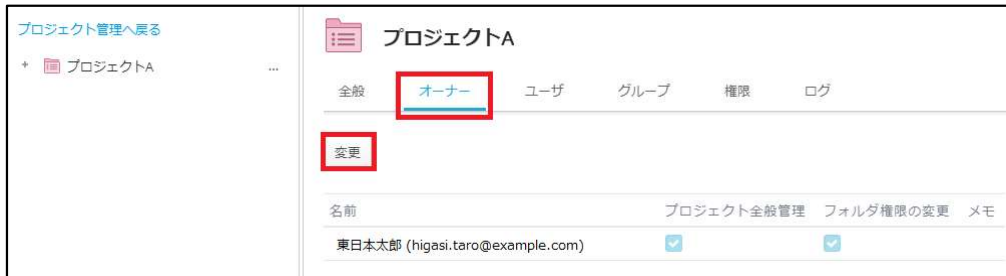 プロジェクト管理へ戻る
+ プロジェクトA ...
プロジェクトA
全般 オーナー ユーザ グループ 権限 ログ
変更
名前 プロジェクト全般管理 フォルダ権限の変更 メモ
東日本太郎 (higasi.taro@example.com)